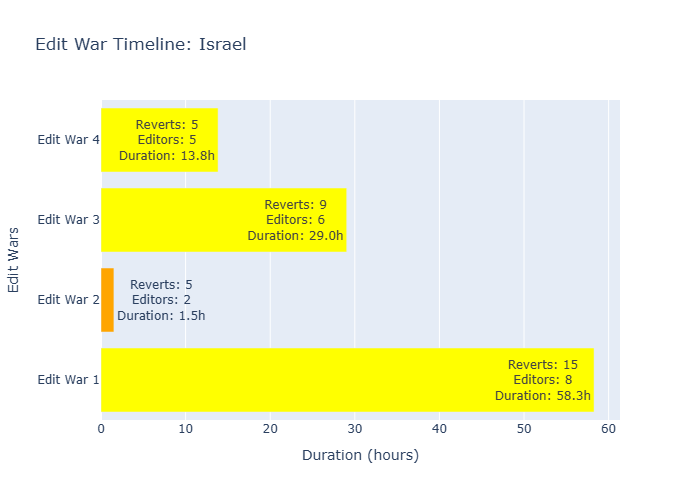 Edit War Timeline: Israel
Edit Wars
Edit War 4
Reverts: 5
Editors: 5
Duration: 13.8h
Edit War 3
Reverts: 9
Editors: 6
Duration: 29.0h
Edit War 2
Reverts: 5
Editors: 2
Duration: 1.5h
Edit War 1
Reverts: 15
Editors: 8
Duration: 58.3h
0 10 20 30 40 50 60
Duration (hours)